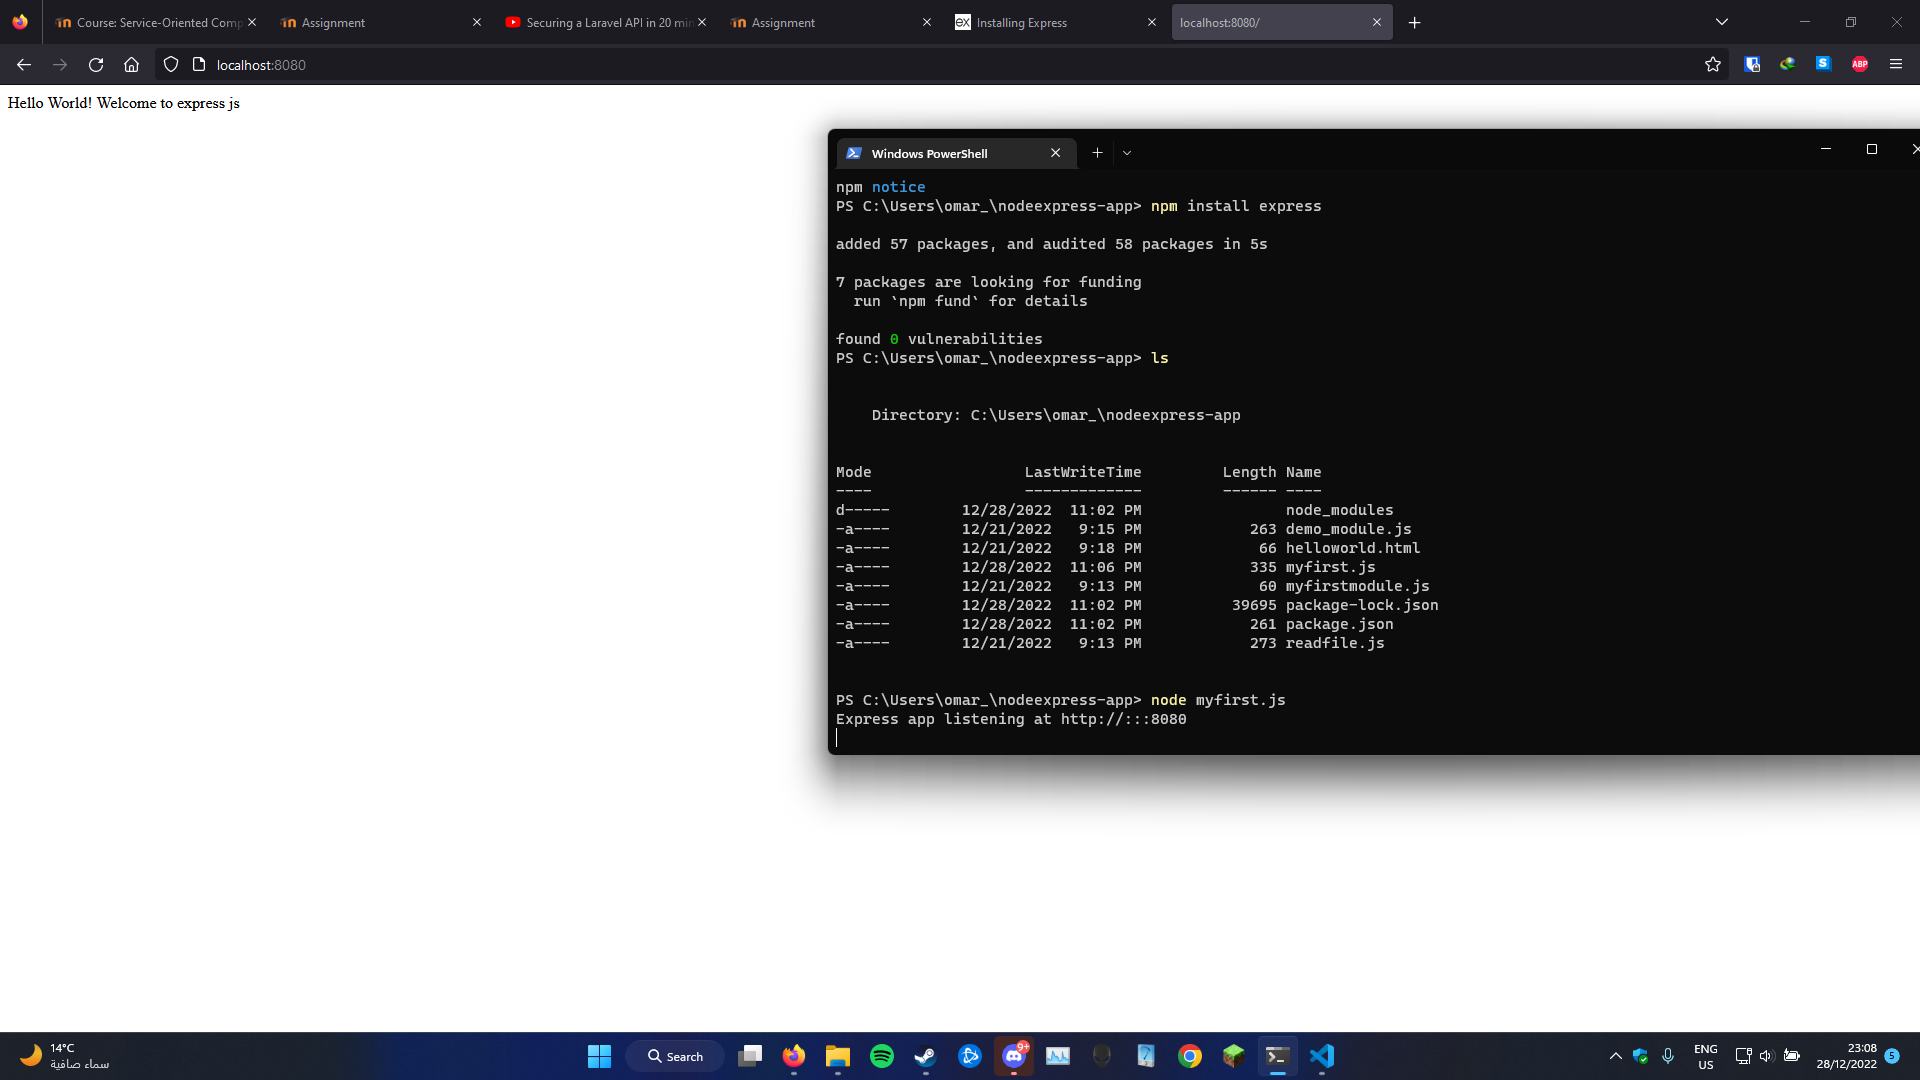 Course: Service-Oriented Comp
Assignment
Securing a Laravel API in 20 min
Assignment
ex
Installing Express
localhost:8080/
localhost:8080
S
ABP
Hello World! Welcome to express js
Windows PowerShell
npm notice
PS C:\Users\omar_\nodeexpress-app> npm install express
added 57 packages, and audited 58 packages in 5s
7 packages are looking for funding
  run `npm fund` for details
found 0 vulnerabilities
PS C:\Users\omar_\nodeexpress-app> ls
    Directory: C:\Users\omar_\nodeexpress-app
Mode                 LastWriteTime         Length Name
----                 -------------         ------ ----
d-----        12/28/2022  11:02 PM                node_modules
-a----        12/21/2022   9:15 PM            263 demo_module.js
-a----        12/21/2022   9:18 PM             66 helloworld.html
-a----        12/28/2022  11:06 PM            335 myfirst.js
-a----        12/21/2022   9:13 PM             60 myfirstmodule.js
-a----        12/28/2022  11:02 PM          39695 package-lock.json
-a----        12/28/2022  11:02 PM            261 package.json
-a----        12/21/2022   9:13 PM            273 readfile.js
PS C:\Users\omar_\nodeexpress-app> node myfirst.js
Express app listening at http://:::8080
14°C
سماء صافية
Search
9+
ENG
US
23:08
28/12/2022
5